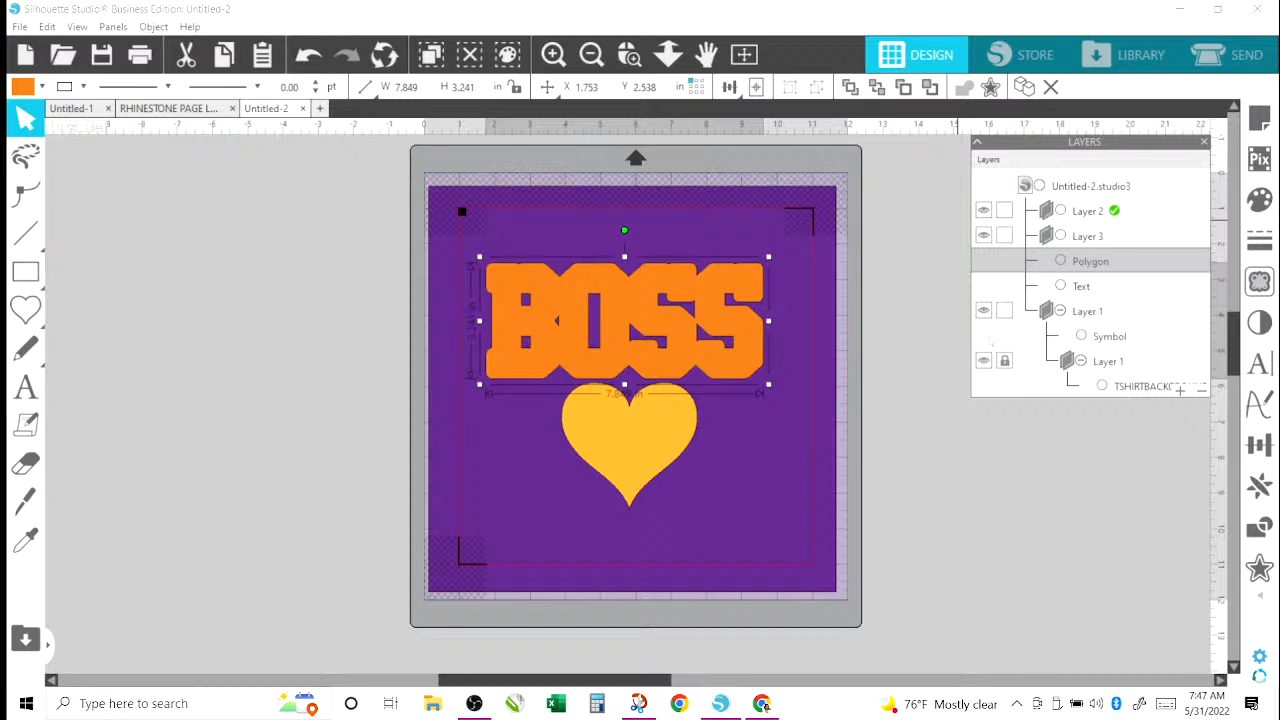 Silhouette Studio® Business Edition: Untitled-2
File Edit View Panels Object Help
DESIGN STORE LIBRARY SEND
0.00 pt W 7.849 H 3.241 in X 1.753 Y 2.538 in
Untitled-1 × RHINESTONE PAGE L... × Untitled-2 × +
LAYERS
Layers
Untitled-2.studio3
Layer 2
Layer 3
Polygon
Text
Layer 1
Symbol
Layer 1
BOSS
Type here to search
76°F Mostly clear
7:47 AM
5/31/2022